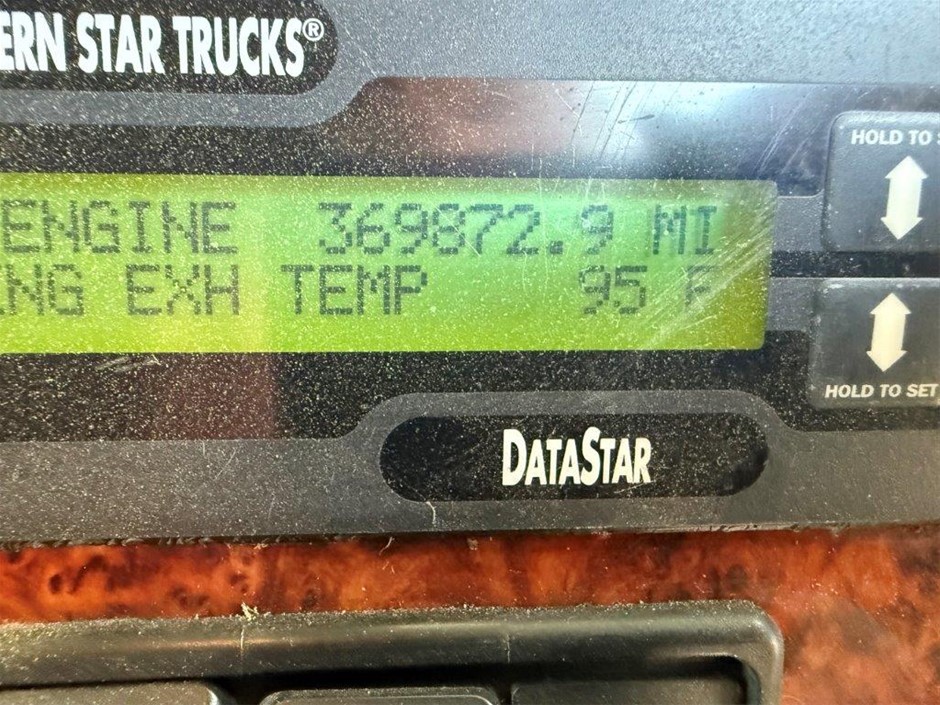 ERN STAR TRUCKS®
HOLD TO S
ENGINE 369872.9 MI
NG EXH TEMP 95 F
HOLD TO SET
DATASTAR